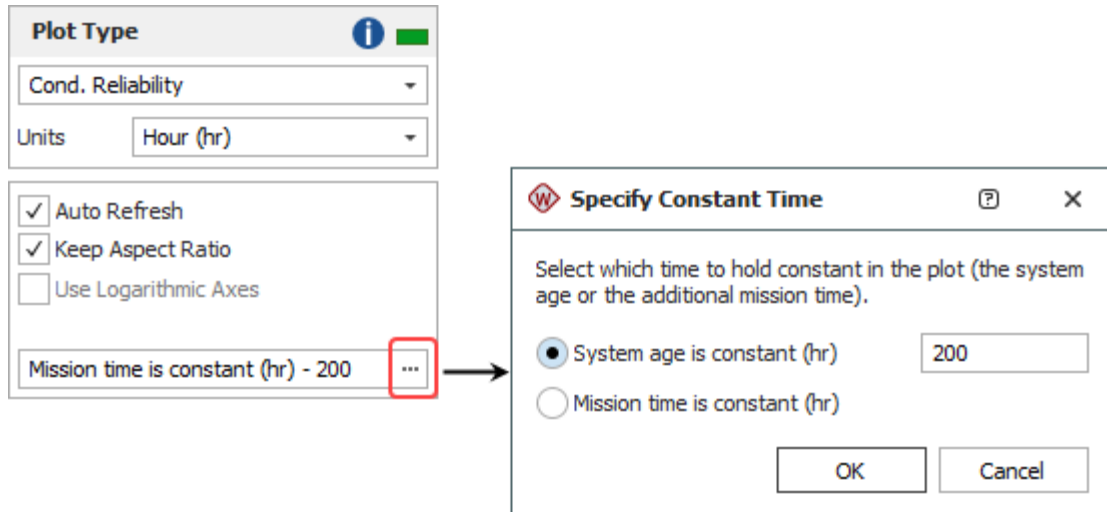 Plot Type
Cond. Reliability
Units Hour (hr)
Auto Refresh
Keep Aspect Ratio
Use Logarithmic Axes
Mission time is constant (hr) - 200 ...
W Specify Constant Time ? ×
Select which time to hold constant in the plot (the system
age or the additional mission time).
System age is constant (hr) 200
Mission time is constant (hr)
OK Cancel